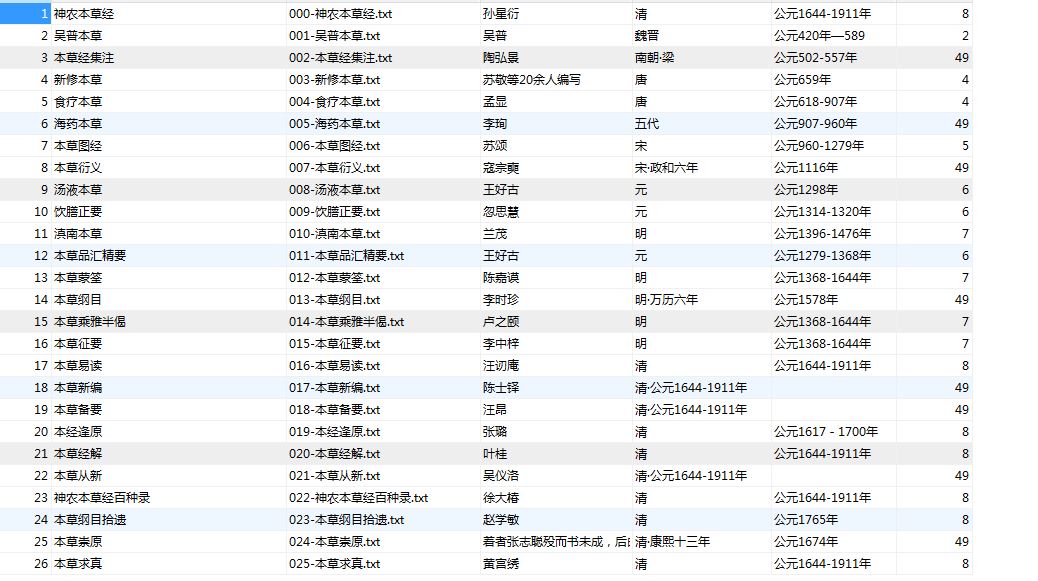 1 神农本草经 000-神农本草经.txt 孙星衍 清 公元1644-1911年 8
2 吴普本草 001-吴普本草.txt 吴普 魏晋 公元420年—589 2
3 本草经集注 002-本草经集注.txt 陶弘景 南朝·梁 公元502-557年 49
4 新修本草 003-新修本草.txt 苏敬等20余人编写 唐 公元659年 4
5 食疗本草 004-食疗本草.txt 孟显 唐 公元618-907年 4
6 海药本草 005-海药本草.txt 李珣 五代 公元907-960年 49
7 本草图经 006-本草图经.txt 苏颂 宋 公元960-1279年 5
8 本草衍义 007-本草衍义.txt 寇宗奭 宋·政和六年 公元1116年 49
9 汤液本草 008-汤液本草.txt 王好古 元 公元1298年 6
10 饮膳正要 009-饮膳正要.txt 忽思慧 元 公元1314-1320年 6
11 滇南本草 010-滇南本草.txt 兰茂 明 公元1396-1476年 7
12 本草品汇精要 011-本草品汇精要.txt 王好古 元 公元1279-1368年 6
13 本草蒙筌 012-本草蒙筌.txt 陈嘉谟 明 公元1368-1644年 7
14 本草纲目 013-本草纲目.txt 李时珍 明·万历六年 公元1578年 49
15 本草乘雅半偈 014-本草乘雅半偈.txt 卢之颐 明 公元1368-1644年 7
16 本草征要 015-本草征要.txt 李中梓 明 公元1368-1644年 7
17 本草易读 016-本草易读.txt 汪讱庵 清 公元1644-1911年 8
18 本草新编 017-本草新编.txt 陈士铎 清·公元1644-1911年 49
19 本草备要 018-本草备要.txt 汪昂 清·公元1644-1911年 49
20 本经逢原 019-本经逢原.txt 张璐 清 公元1617 - 1700年 8
21 本草经解 020-本草经解.txt 叶桂 清 公元1644-1911年 8
22 本草从新 021-本草从新.txt 吴仪洛 清·公元1644-1911年 49
23 神农本草经百种录 022-神农本草经百种录.txt 徐大椿 清 公元1644-1911年 8
24 本草纲目拾遗 023-本草纲目拾遗.txt 赵学敏 清 公元1765年 8
25 本草崇原 024-本草崇原.txt 着者张志聪殁而书未成，后 清·康熙十三年 公元1674年 49
26 本草求真 025-本草求真.txt 黄宫绣 清 公元1644-1911年 8